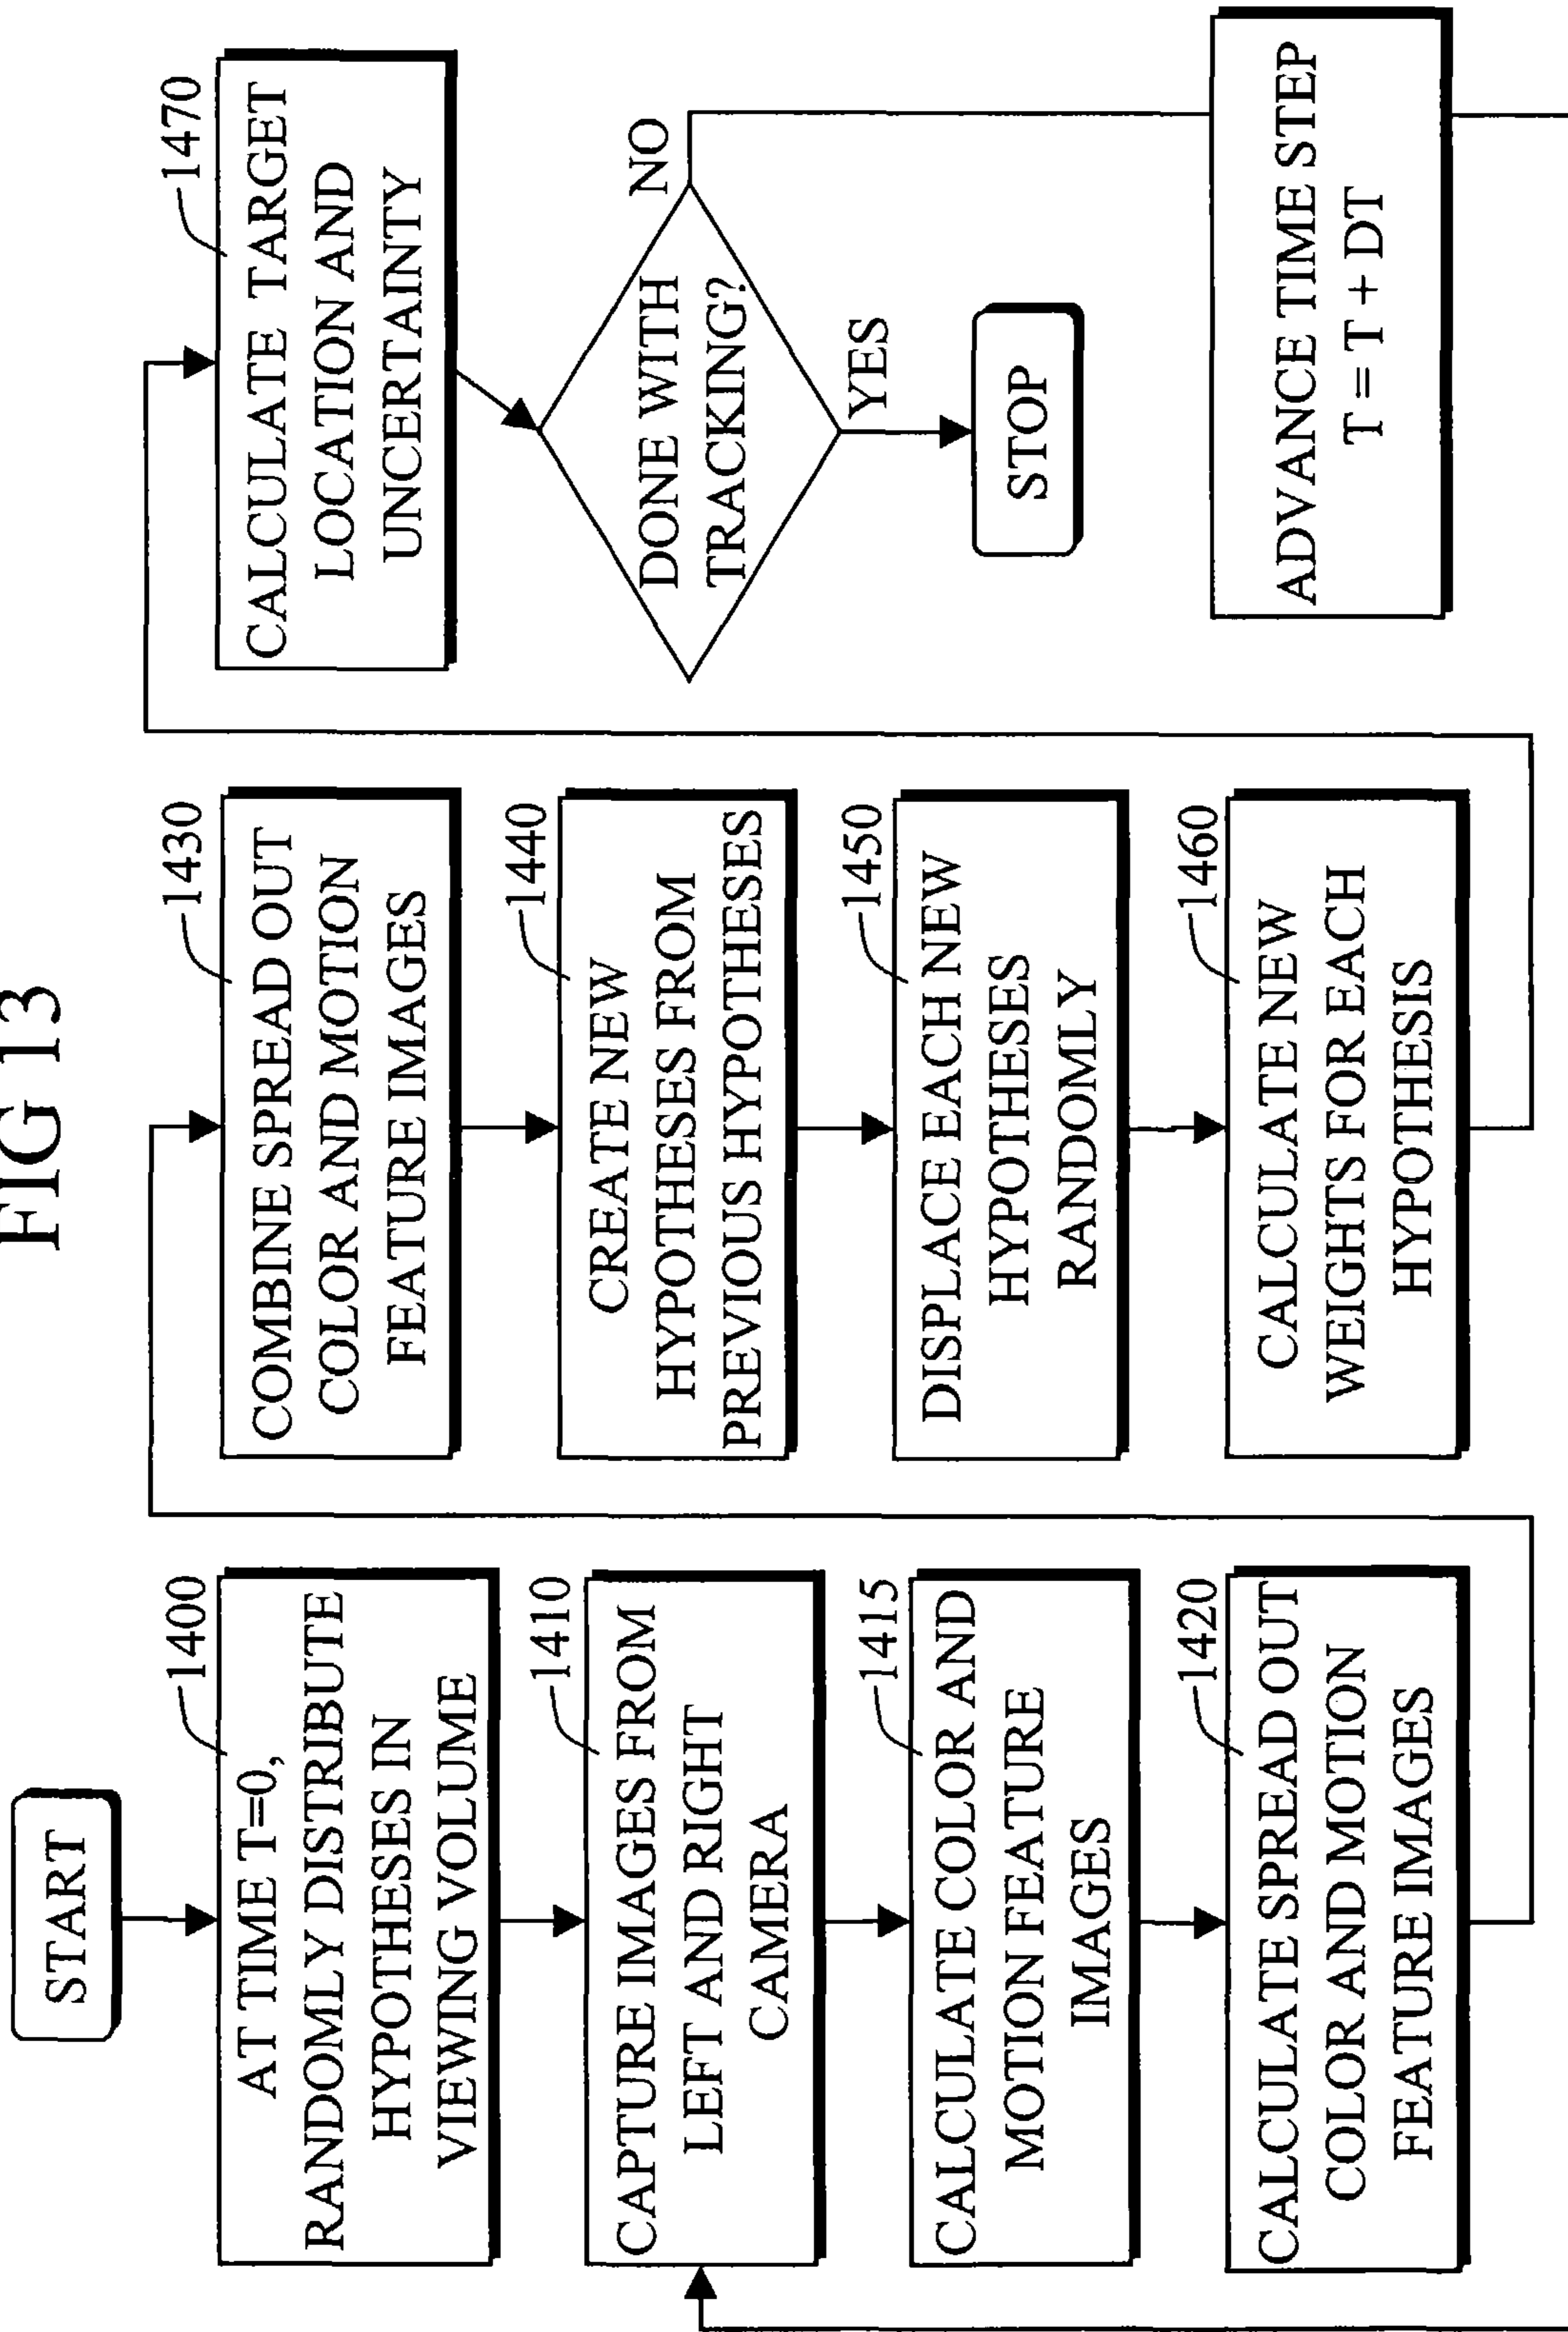 FIG 13
START
1400
AT TIME T=0,
RANDOMLY DISTRIBUTE
HYPOTHESES IN
VIEWING VOLUME
1410
CAPTURE IMAGES FROM
LEFT AND RIGHT
CAMERA
1415
CALCULATE COLOR AND
MOTION FEATURE
IMAGES
1420
CALCULATE SPREAD OUT
COLOR AND MOTION
FEATURE IMAGES
1430
COMBINE SPREAD OUT
COLOR AND MOTION
FEATURE IMAGES
1440
CREATE NEW
HYPOTHESES FROM
PREVIOUS HYPOTHESES
1450
DISPLACE EACH NEW
HYPOTHESES
RANDOMLY
1460
CALCULATE NEW
WEIGHTS FOR EACH
HYPOTHESIS
1470
CALCULATE TARGET
LOCATION AND
UNCERTAINTY
DONE WITH
TRACKING?
NO
YES
STOP
ADVANCE TIME STEP
T = T + DT